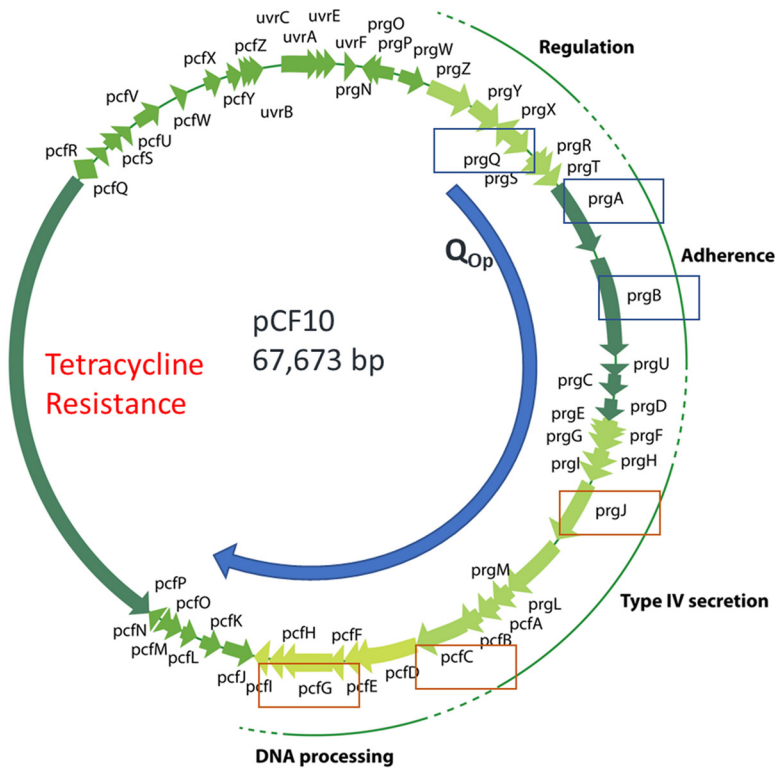 uvrC
uvrE
uvrA
uvrF
prgO
prgP
prgW
prgZ
prgN
uvrB
pcfZ
pcfX
pcfY
pcfW
pcfV
pcfU
pcfS
pcfR
pcfQ
prgY
prgX
prgQ
prgS
prgR
prgT
prgA
prgB
prgU
prgC
prgD
prgE
prgF
prgG
prgH
prgI
prgJ
prgM
prgL
pcfA
pcfB
pcfC
pcfD
pcfE
pcfF
pcfG
pcfH
pcfI
pcfJ
pcfK
pcfL
pcfM
pcfN
pcfO
pcfP
Regulation
Adherence
Type IV secretion
DNA processing
QOp
pCF10
67,673 bp
Tetracycline
Resistance